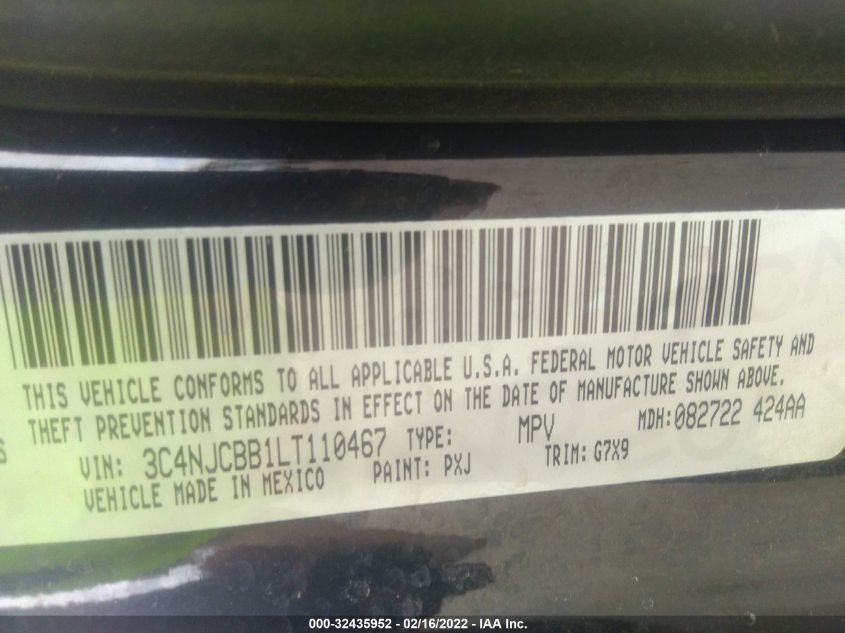 THIS VEHICLE CONFORMS TO ALL APPLICABLE U.S.A. FEDERAL MOTOR VEHICLE SAFETY AND
THEFT PREVENTION STANDARDS IN EFFECT ON THE DATE OF MANUFACTURE SHOWN ABOVE.
S
VIN: 3C4NJCBB1LT110467 TYPE: MPV MDH:082722 424AA
VEHICLE MADE IN MEXICO PAINT: PXJ TRIM: G7X9
000-32435952 - 02/16/2022 - IAA Inc.